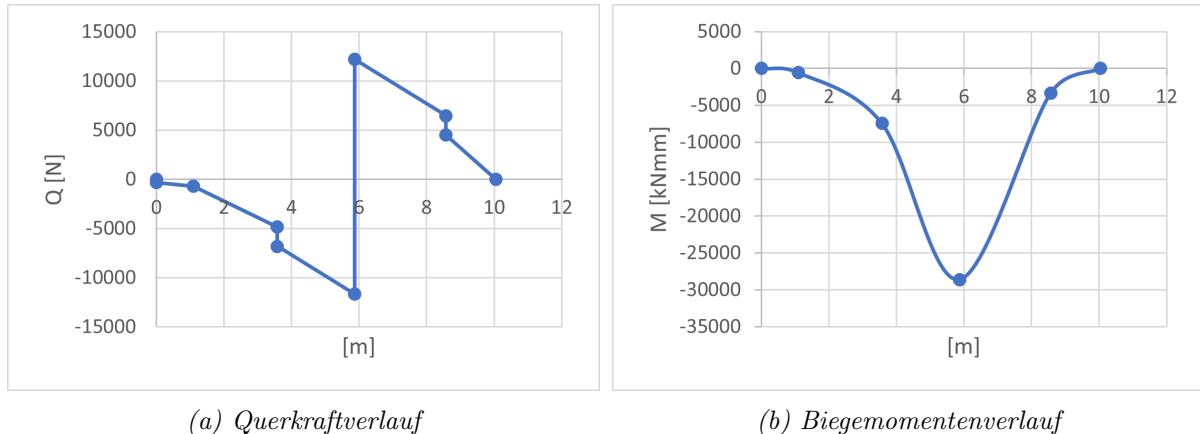 15000
10000
5000
0
-5000
-10000
-15000
0 2 4 6 8 10 12
Q [N]
[m]
5000
0
-5000
-10000
-15000
-20000
-25000
-30000
-35000
0 2 4 6 8 10 12
M [kNmm]
[m]
(a) Querkraftverlauf
(b) Biegemomentenverlauf